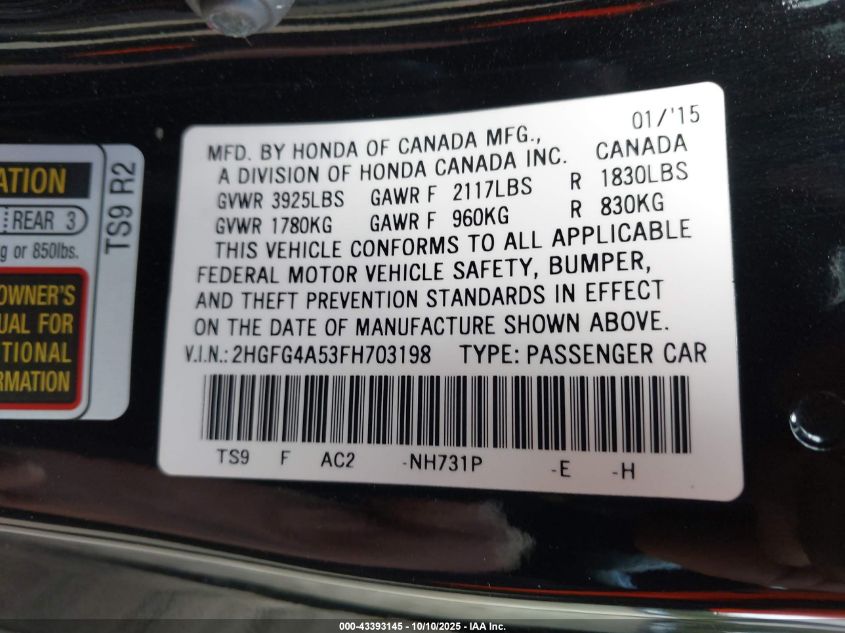 01/'15
MFD. BY HONDA OF CANADA MFG.,
A DIVISION OF HONDA CANADA INC. CANADA
GVWR 3925LBS GAWR F 2117LBS R 1830LBS
GVWR 1780KG GAWR F 960KG R 830KG
THIS VEHICLE CONFORMS TO ALL APPLICABLE
FEDERAL MOTOR VEHICLE SAFETY, BUMPER,
AND THEFT PREVENTION STANDARDS IN EFFECT
ON THE DATE OF MANUFACTURE SHOWN ABOVE.
V.I.N.: 2HGFG4A53FH703198 TYPE: PASSENGER CAR
TS9 F AC2 -NH731P -E -H
ATION
REAR 3
g or 850lbs.
OWNER'S
UAL FOR
ITIONAL
RMATION
TS9 R2
000-43393145 - 10/10/2025 - IAA Inc.